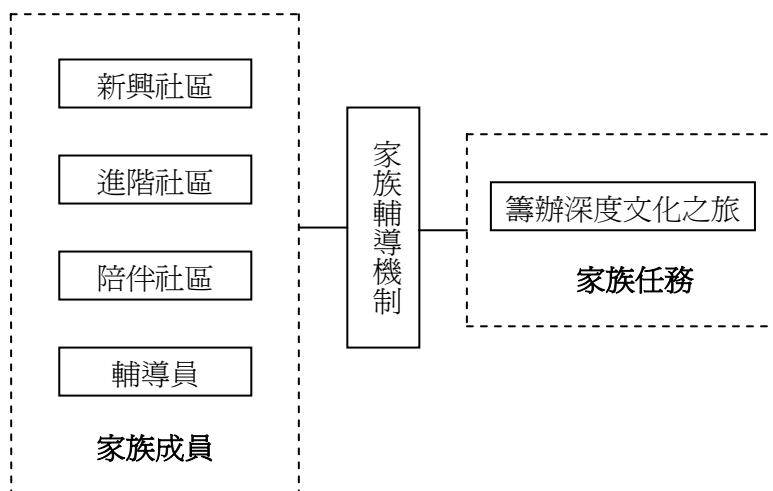 新興社區
進階社區
陪伴社區
輔導員
家族成員
家族輔導機制
籌辦深度文化之旅
家族任務